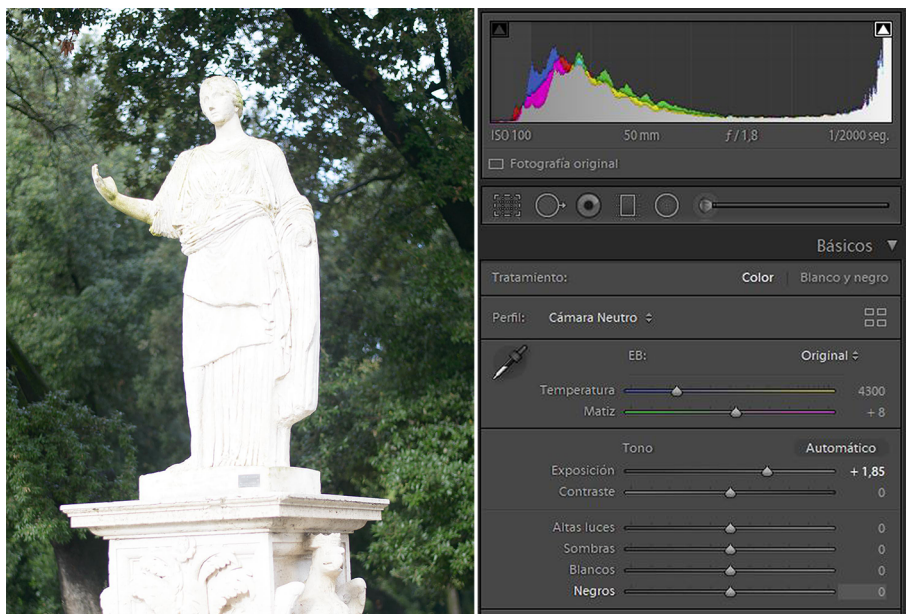 ISO 100 50 mm ƒ / 1,8 1/2000 seg.
Fotografía original
Básicos
Tratamiento: Color Blanco y negro
Perfil: Cámara Neutro
EB: Original
Temperatura 4300
Matiz + 8
Tono Automático
Exposición + 1,85
Contraste 0
Altas luces 0
Sombras 0
Blancos 0
Negros 0